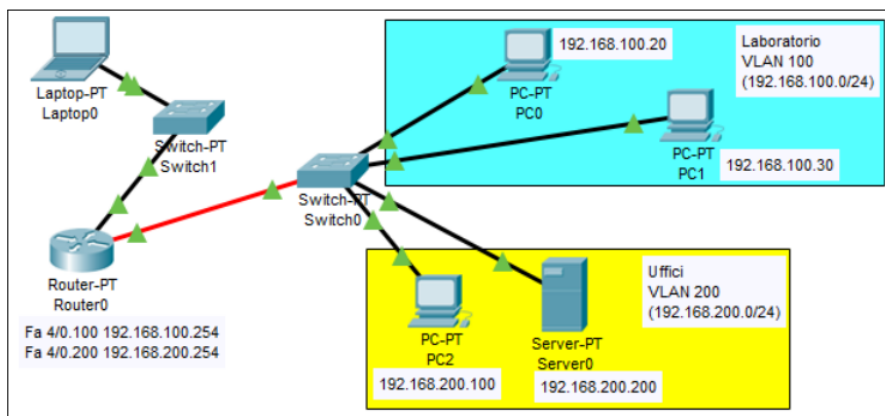 Laptop-PT
Laptop0
Switch-PT
Switch1
Router-PT
Router0
Fa 4/0.100 192.168.100.254
Fa 4/0.200 192.168.200.254
Switch-PT
Switch0
192.168.100.20
PC-PT
PC0
Laboratorio
VLAN 100
(192.168.100.0/24)
PC-PT
PC1
192.168.100.30
Uffici
VLAN 200
(192.168.200.0/24)
PC-PT
PC2
192.168.200.100
Server-PT
Server0
192.168.200.200